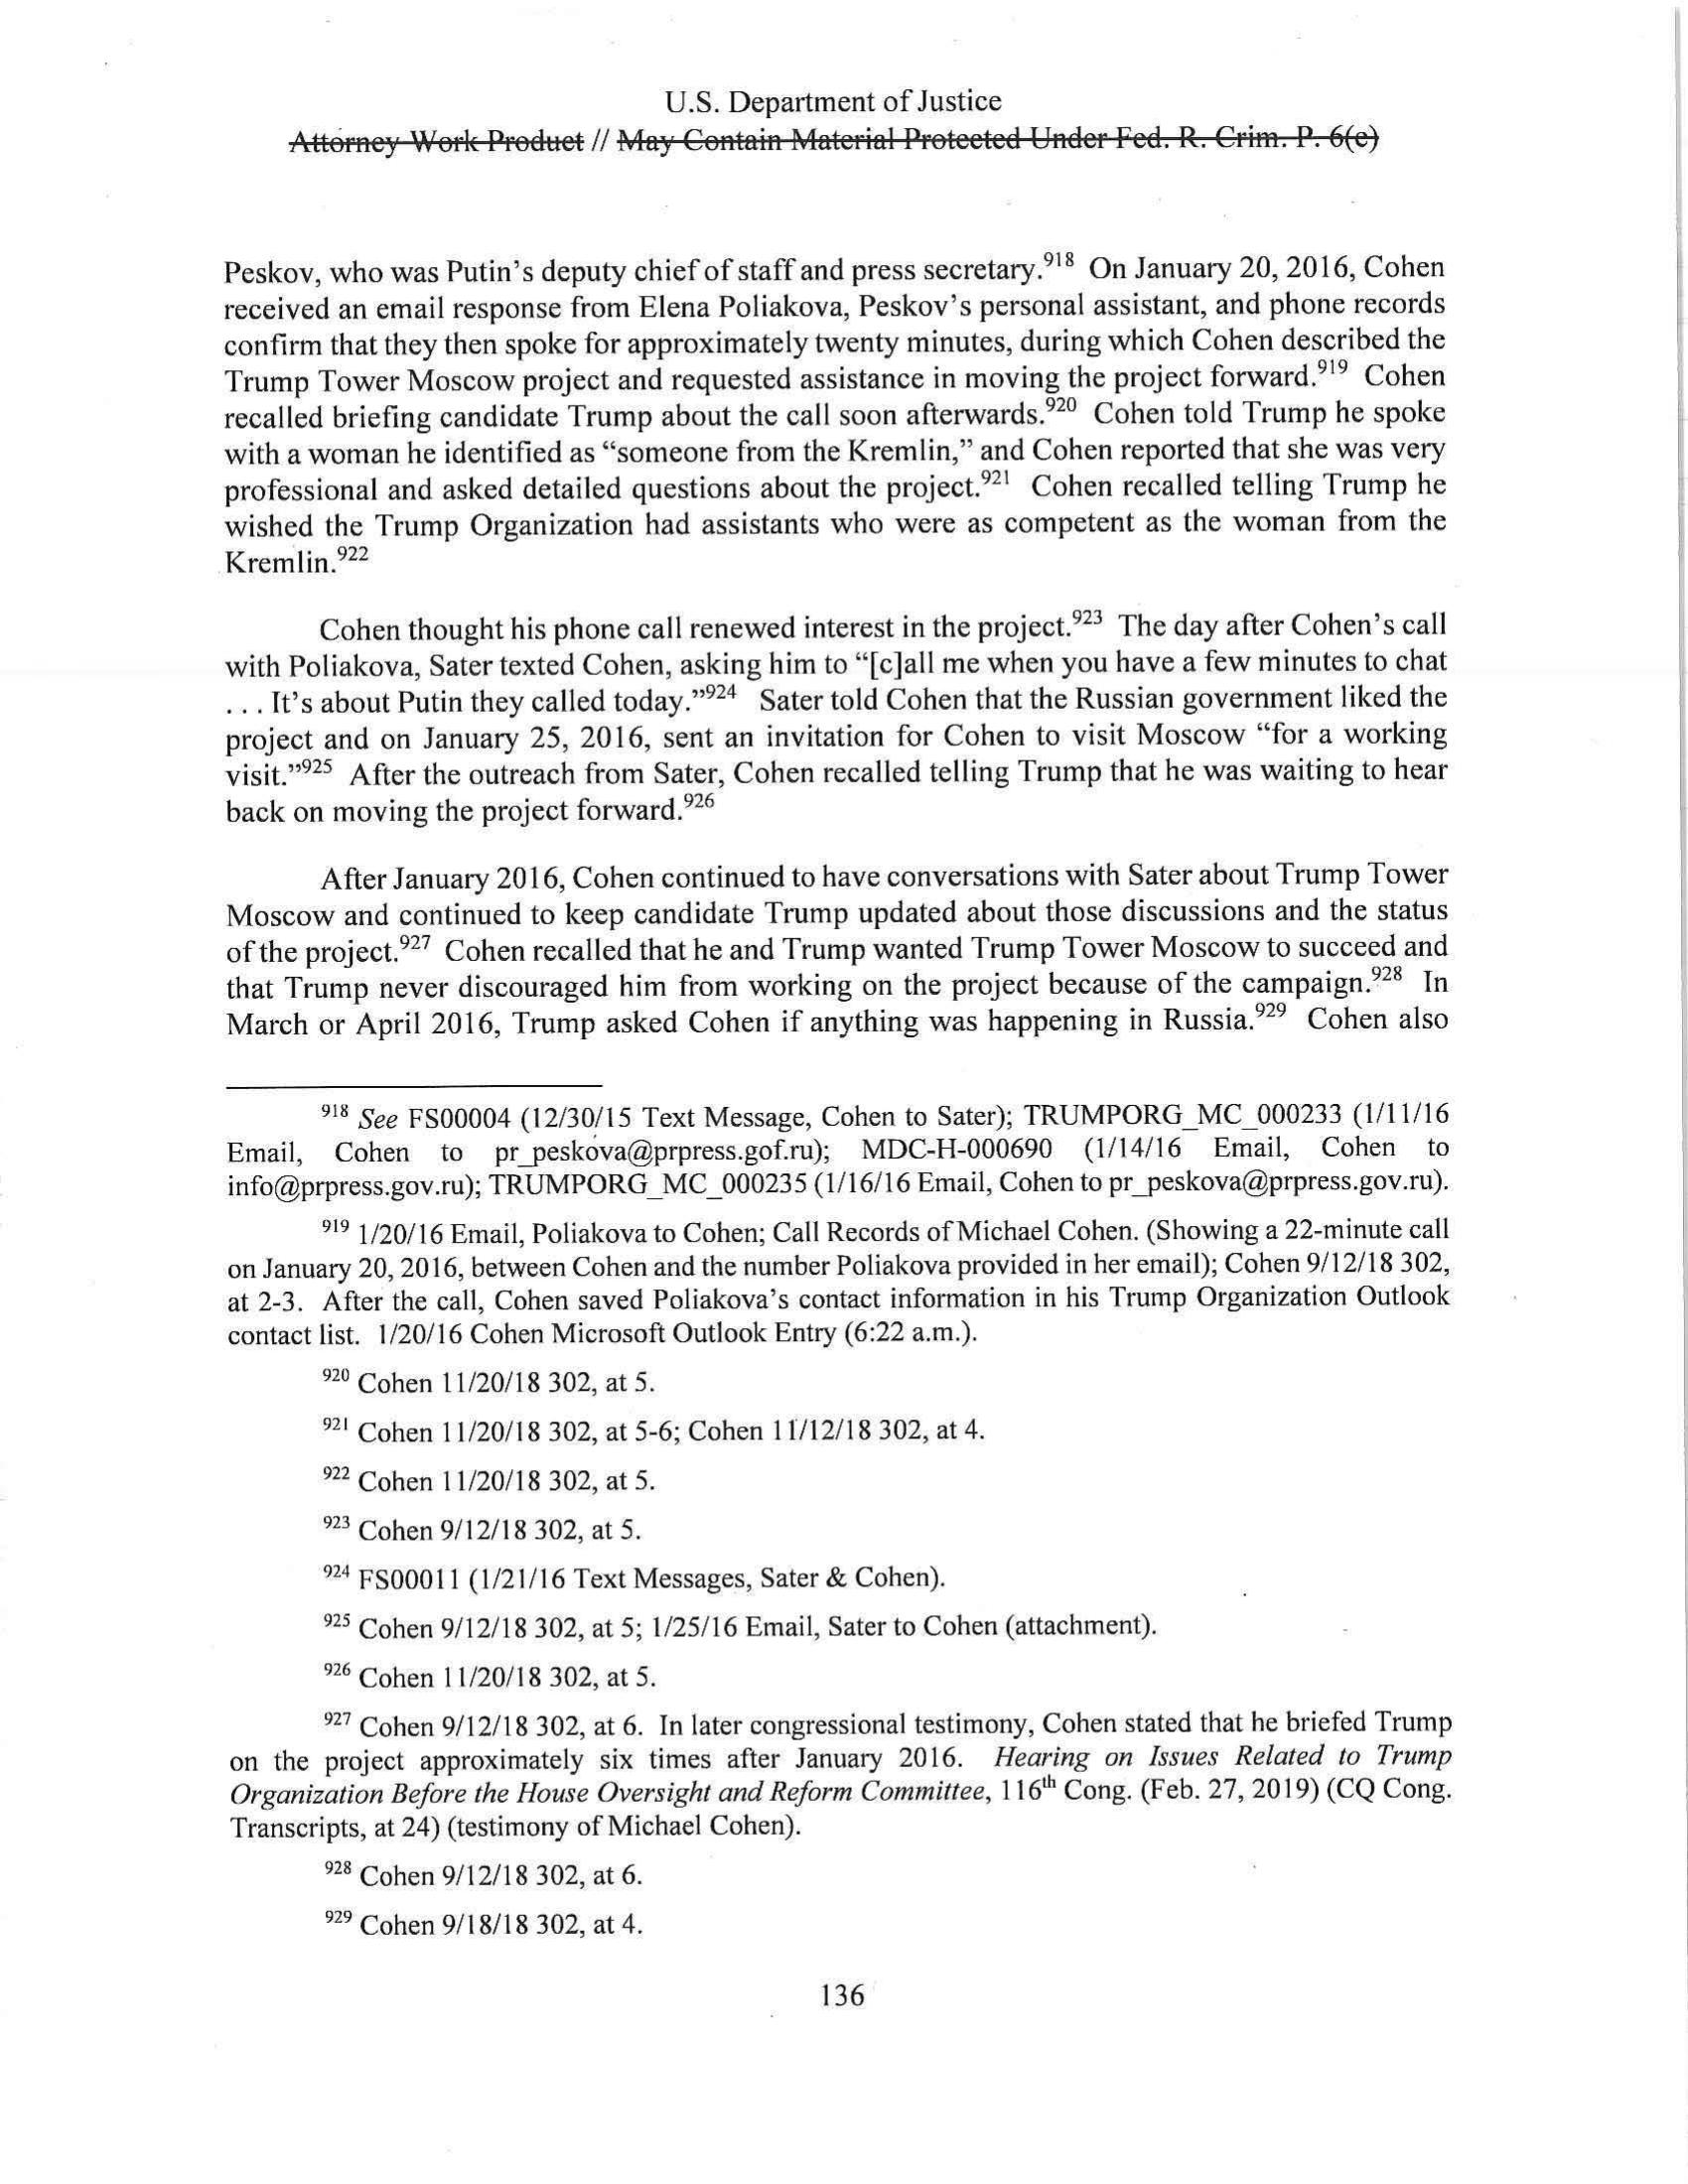 U.S. Department of Justice
Attorney Work Product // May Contain Material Protected Under Fed. R. Crim. P. 6(e)
Peskov, who was Putin's deputy chief of staff and press secretary.918 On January 20, 2016, Cohen
received an email response from Elena Poliakova, Peskov's personal assistant, and phone records
confirm that they then spoke for approximately twenty minutes, during which Cohen described the
Trump Tower Moscow project and requested assistance in moving the project forward.919 Cohen
recalled briefing candidate Trump about the call soon afterwards.920 Cohen told Trump he spoke
with a woman he identified as “someone from the Kremlin,” and Cohen reported that she was very
professional and asked detailed questions about the project.921 Cohen recalled telling Trump he
wished the Trump Organization had assistants who were as competent as the woman from the
Kremlin.922
Cohen thought his phone call renewed interest in the project.923 The day after Cohen's call
with Poliakova, Sater texted Cohen, asking him to “[c]all me when you have a few minutes to chat
. . . It's about Putin they called today.”924 Sater told Cohen that the Russian government liked the
project and on January 25, 2016, sent an invitation for Cohen to visit Moscow “for a working
visit.”925 After the outreach from Sater, Cohen recalled telling Trump that he was waiting to hear
back on moving the project forward.926
After January 2016, Cohen continued to have conversations with Sater about Trump Tower
Moscow and continued to keep candidate Trump updated about those discussions and the status
of the project.927 Cohen recalled that he and Trump wanted Trump Tower Moscow to succeed and
that Trump never discouraged him from working on the project because of the campaign.928 In
March or April 2016, Trump asked Cohen if anything was happening in Russia.929 Cohen also
918 See FS00004 (12/30/15 Text Message, Cohen to Sater); TRUMPORG_MC_000233 (1/11/16
Email, Cohen to pr_peskova@prpress.gof.ru); MDC-H-000690 (1/14/16 Email, Cohen to
info@prpress.gov.ru); TRUMPORG_MC_000235 (1/16/16 Email, Cohen to pr_peskova@prpress.gov.ru).
919 1/20/16 Email, Poliakova to Cohen; Call Records of Michael Cohen. (Showing a 22-minute call
on January 20, 2016, between Cohen and the number Poliakova provided in her email); Cohen 9/12/18 302,
at 2-3. After the call, Cohen saved Poliakova's contact information in his Trump Organization Outlook
contact list. 1/20/16 Cohen Microsoft Outlook Entry (6:22 a.m.).
920 Cohen 11/20/18 302, at 5.
921 Cohen 11/20/18 302, at 5-6; Cohen 11/12/18 302, at 4.
922 Cohen 11/20/18 302, at 5.
923 Cohen 9/12/18 302, at 5.
924 FS00011 (1/21/16 Text Messages, Sater & Cohen).
925 Cohen 9/12/18 302, at 5; 1/25/16 Email, Sater to Cohen (attachment).
926 Cohen 11/20/18 302, at 5.
927 Cohen 9/12/18 302, at 6. In later congressional testimony, Cohen stated that he briefed Trump
on the project approximately six times after January 2016. Hearing on Issues Related to Trump
Organization Before the House Oversight and Reform Committee, 116th Cong. (Feb. 27, 2019) (CQ Cong.
Transcripts, at 24) (testimony of Michael Cohen).
928 Cohen 9/12/18 302, at 6.
929 Cohen 9/18/18 302, at 4.
136